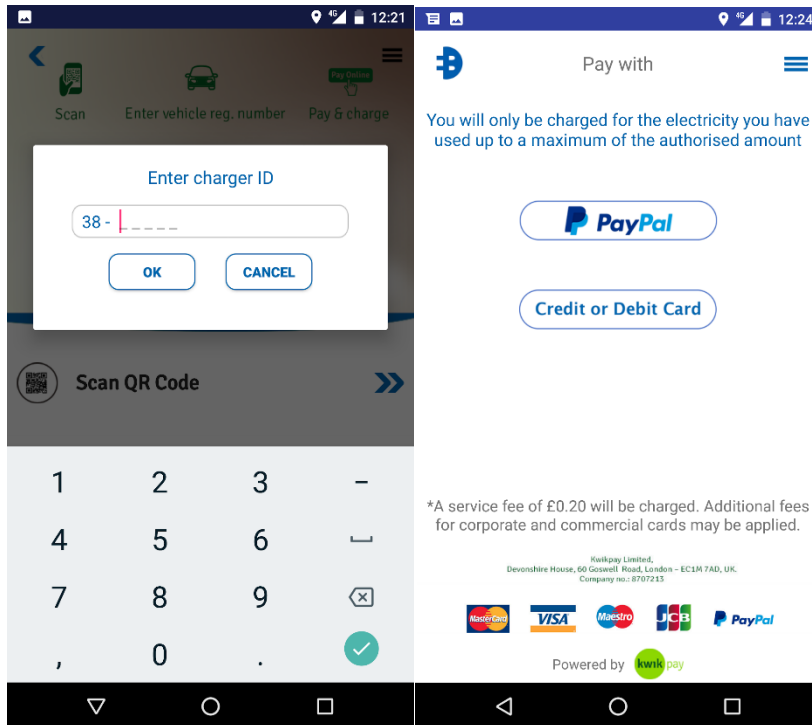 4G 12:21
Scan
Enter vehicle reg. number
Pay Online
Pay & charge
Enter charger ID
38 - _ _ _ _ _
OK
CANCEL
Scan QR Code
1 2 3 -
4 5 6
7 8 9
, 0 .
4G 12:24
Pay with
You will only be charged for the electricity you have
used up to a maximum of the authorised amount
PayPal
Credit or Debit Card
*A service fee of £0.20 will be charged. Additional fees
for corporate and commercial cards may be applied.
Kwikpay Limited,
Devonshire House, 60 Goswell Road, London - EC1M 7AD, UK.
Company no.: 8707213
MasterCard VISA Maestro JCB PayPal
Powered by kwikpay